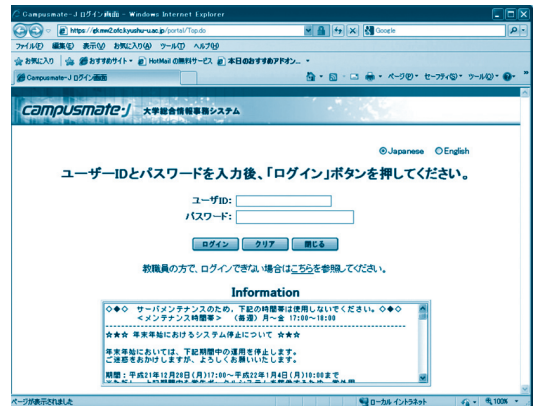 Campusmate-J ログイン画面 - Windows Internet Explorer
https://gkmw2otc.kyushu-u.ac.jp/portal/Top.do
Google
ファイル(F) 編集(E) 表示(V) お気に入り(A) ツール(T) ヘルプ(H)
お気に入り おすすめサイト HotMail の無料サービス 本日のおすすめアドオン...
Campusmate-J ログイン画面
ページ(P) セーフティ(S) ツール(O)
Campusmate-J 大学総合情報事務システム
Japanese English
ユーザーIDとパスワードを入力後、「ログイン」ボタンを押してください。
ユーザID:
パスワード:
ログイン クリア 閉じる
教職員の方で、ログインできない場合はこちらを参照してください。
Information
◇◆◇ サーバメンテナンスのため、下記の時間帯は使用しないでください。◇◆◇
<メンテナンス時間帯> (毎週) 月~金 17:00~18:00
★★★ 年末年始におけるシステム停止について ★★★
年末年始においては、下記期間中の運用を停止します。
ご迷惑をおかけしますが、よろしくお願いいたします。
期間:平成21年12月28日(月)17:00~平成22年1月4日(月)10:00まで
ページが表示されました
ローカル イントラネット
100%